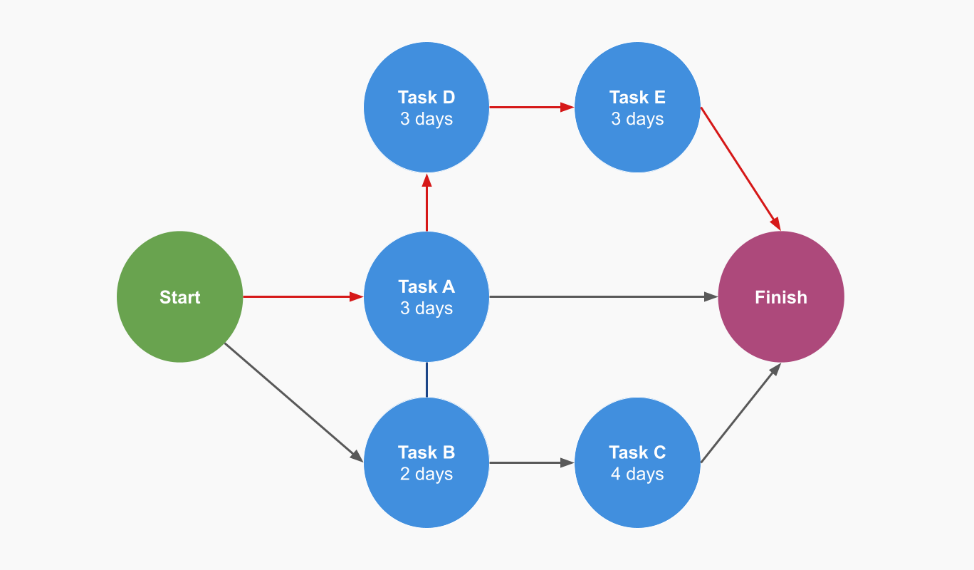 Task D
3 days
Task E
3 days
Start
Task A
3 days
Finish
Task B
2 days
Task C
4 days